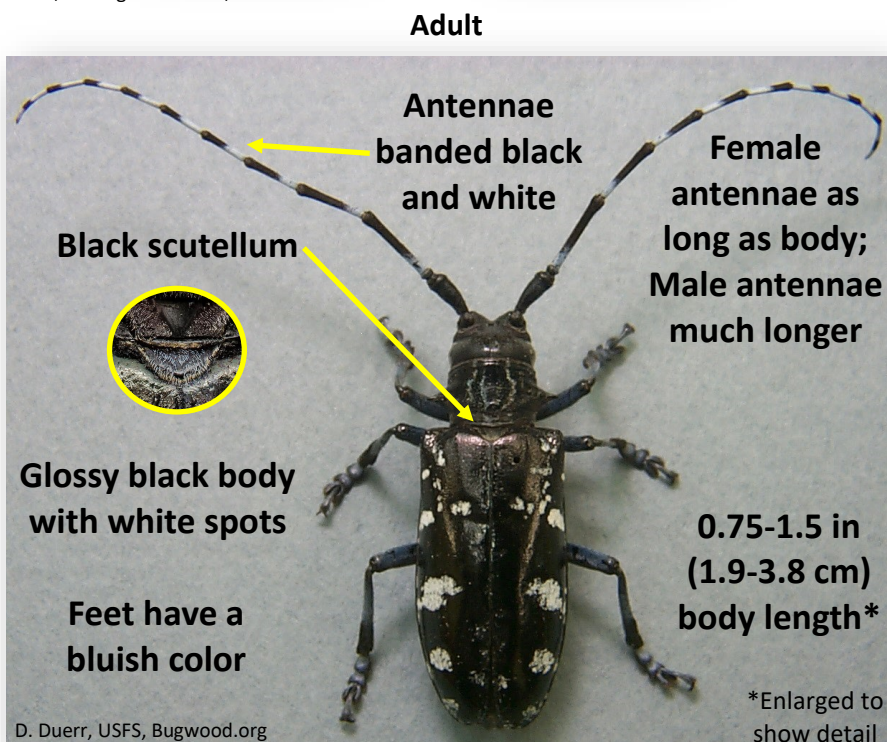 Adult
Antennae
banded black
and white
Female
antennae as
long as body;
Male antennae
much longer
Black scutellum
Glossy black body
with white spots
0.75-1.5 in
(1.9-3.8 cm)
body length*
Feet have a
bluish color
*Enlarged to
show detail
D. Duerr, USFS, Bugwood.org